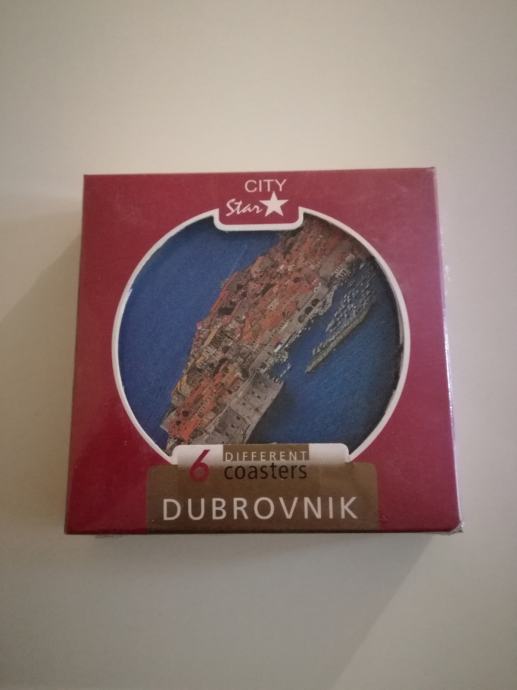 CITY
Star
6 DIFFERENT
coasters
DUBROVNIK